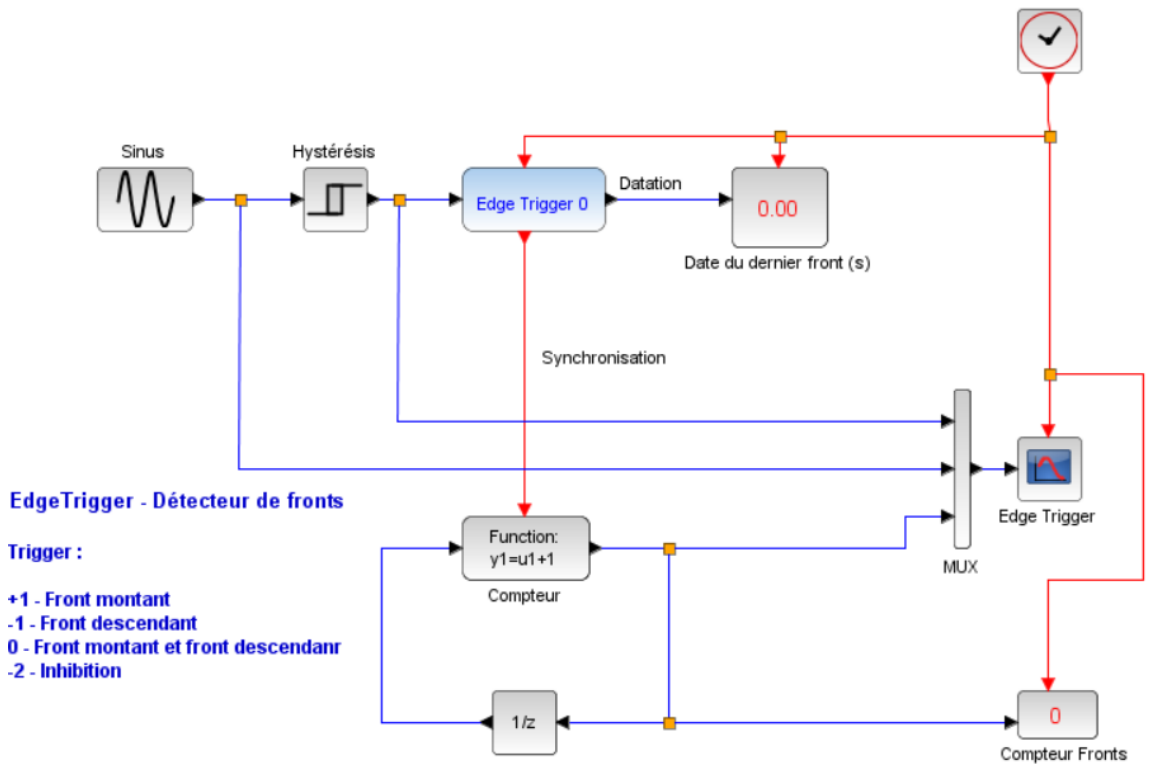 Sinus
Hystérésis
Edge Trigger 0
Datation
0.00
Date du dernier front (s)
Synchronisation
EdgeTrigger - Détecteur de fronts
Trigger :
+1 - Front montant
-1 - Front descendant
0 - Front montant et front descendanr
-2 - Inhibition
Function:
y1=u1+1
Compteur
MUX
Edge Trigger
1/z
0
Compteur Fronts